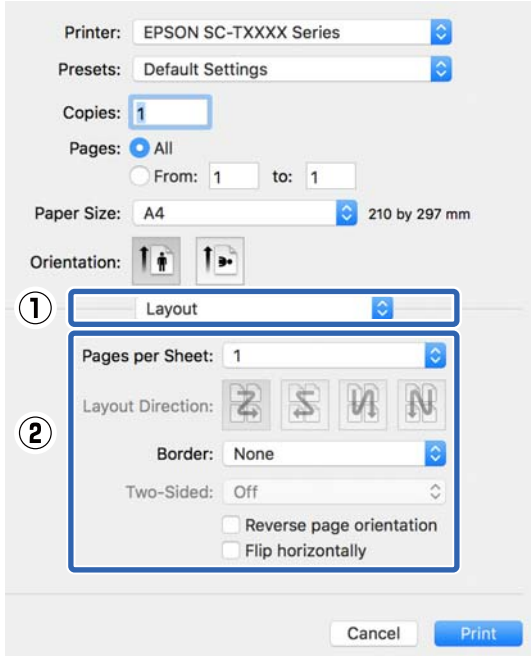 Printer: EPSON SC-TXXXX Series
Presets: Default Settings
Copies: 1
Pages: All
From: 1 to: 1
Paper Size: A4 210 by 297 mm
Orientation:
① Layout
Pages per Sheet: 1
② Layout Direction:
Border: None
Two-Sided: Off
Reverse page orientation
Flip horizontally
Cancel Print